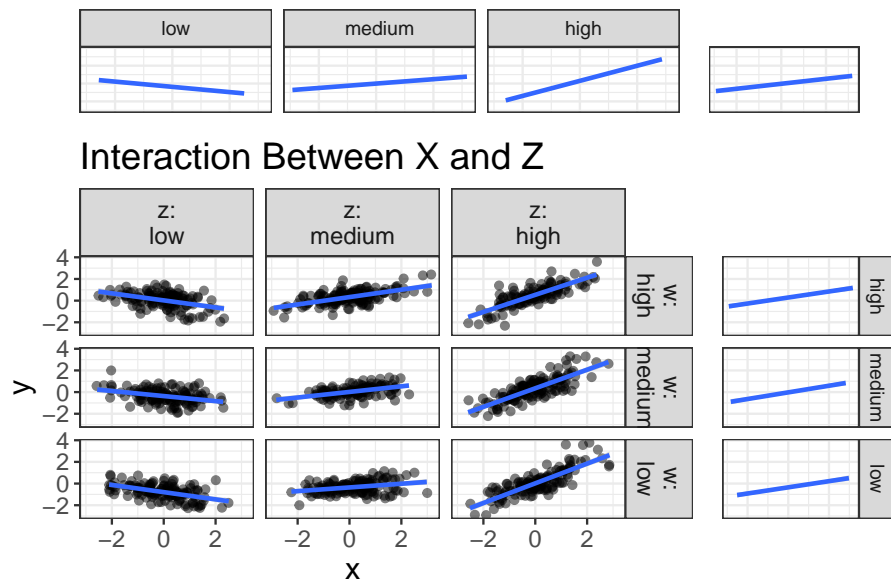 low medium high
Interaction Between X and Z
z: z: z:
low medium high
4
2
0
−2
w:
high
high
4
2
0
−2
w:
medium
medium
4
2
0
−2
w:
low
low
y
−2 0 2 −2 0 2 −2 0 2
x